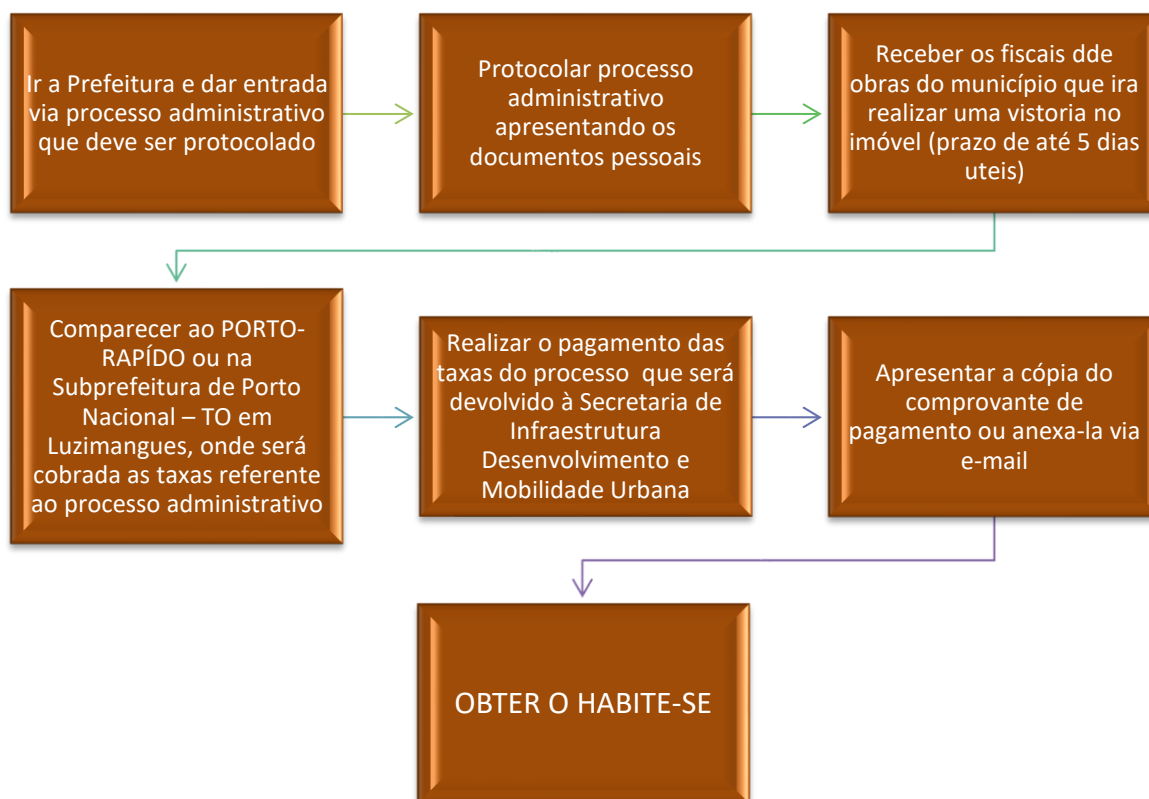 Ir a Prefeitura e dar entrada
via processo administrativo
que deve ser protocolado
Protocolar processo
administrativo
apresentando os
documentos pessoais
Receber os fiscais dde
obras do município que ira
realizar uma vistoria no
imóvel (prazo de até 5 dias
uteis)
Comparecer ao PORTO-
RAPÍDO ou na
Subprefeitura de Porto
Nacional – TO em
Luzimangues, onde será
cobrada as taxas referente
ao processo administrativo
Realizar o pagamento das
taxas do processo que será
devolvido à Secretaria de
Infraestrutura
Desenvolvimento e
Mobilidade Urbana
Apresentar a cópia do
comprovante de
pagamento ou anexa-la via
e-mail
OBTER O HABITE-SE